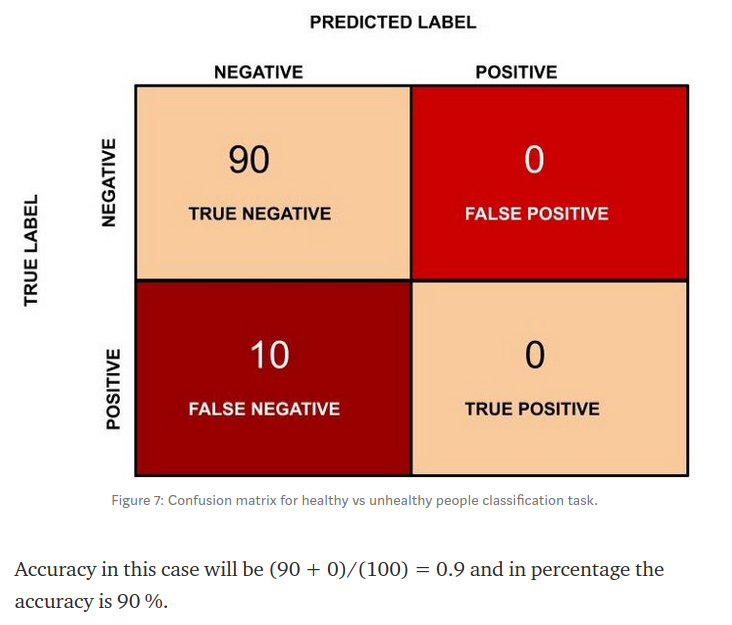 PREDICTED LABEL
NEGATIVE POSITIVE
TRUE LABEL
NEGATIVE
90 0
TRUE NEGATIVE FALSE POSITIVE
POSITIVE
10 0
FALSE NEGATIVE TRUE POSITIVE
Figure 7: Confusion matrix for healthy vs unhealthy people classification task.
Accuracy in this case will be (90 + 0)/(100) = 0.9 and in percentage the
accuracy is 90 %.